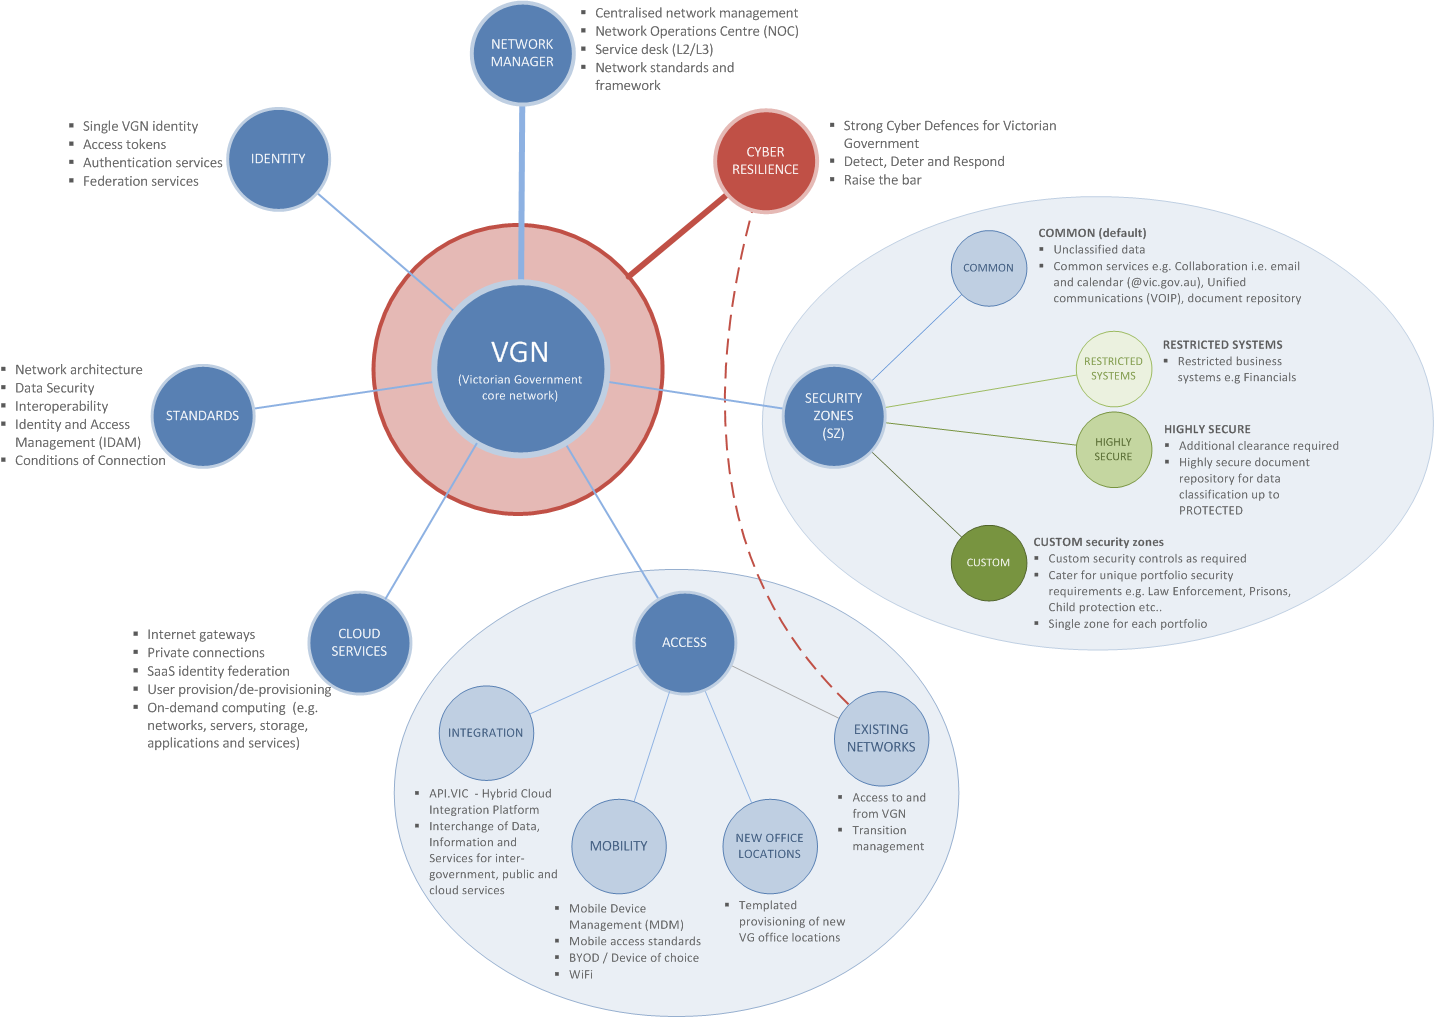 NETWORK
MANAGER
▪ Centralised network management
▪ Network Operations Centre (NOC)
▪ Service desk (L2/L3)
▪ Network standards and
framework
▪ Single VGN identity
▪ Access tokens
▪ Authentication services
▪ Federation services
IDENTITY
CYBER
RESILIENCE
▪ Strong Cyber Defences for Victorian
Government
▪ Detect, Deter and Respond
▪ Raise the bar
VGN
(Victorian Government
core network)
▪ Network architecture
▪ Data Security
▪ Interoperability
▪ Identity and Access
Management (IDAM)
▪ Conditions of Connection
STANDARDS
SECURITY
ZONES
(SZ)
COMMON
COMMON (default)
▪ Unclassified data
▪ Common services e.g. Collaboration i.e. email
and calendar (@vic.gov.au), Unified
communications (VOIP), document repository
RESTRICTED
SYSTEMS
RESTRICTED SYSTEMS
▪ Restricted business
systems e.g Financials
HIGHLY
SECURE
HIGHLY SECURE
▪ Additional clearance required
▪ Highly secure document
repository for data
classification up to
PROTECTED
CUSTOM
CUSTOM security zones
▪ Custom security controls as required
▪ Cater for unique portfolio security
requirements e.g. Law Enforcement, Prisons,
Child protection etc..
▪ Single zone for each portfolio
▪ Internet gateways
▪ Private connections
▪ SaaS identity federation
▪ User provision/de-provisioning
▪ On-demand computing (e.g.
networks, servers, storage,
applications and services)
CLOUD
SERVICES
ACCESS
INTEGRATION
▪ API.VIC - Hybrid Cloud
Integration Platform
▪ Interchange of Data,
Information and
Services for inter-
government, public and
cloud services
MOBILITY
▪ Mobile Device
Management (MDM)
▪ Mobile access standards
▪ BYOD / Device of choice
▪ WiFi
NEW OFFICE
LOCATIONS
▪ Templated
provisioning of new
VG office locations
EXISTING
NETWORKS
▪ Access to and
from VGN
▪ Transition
management